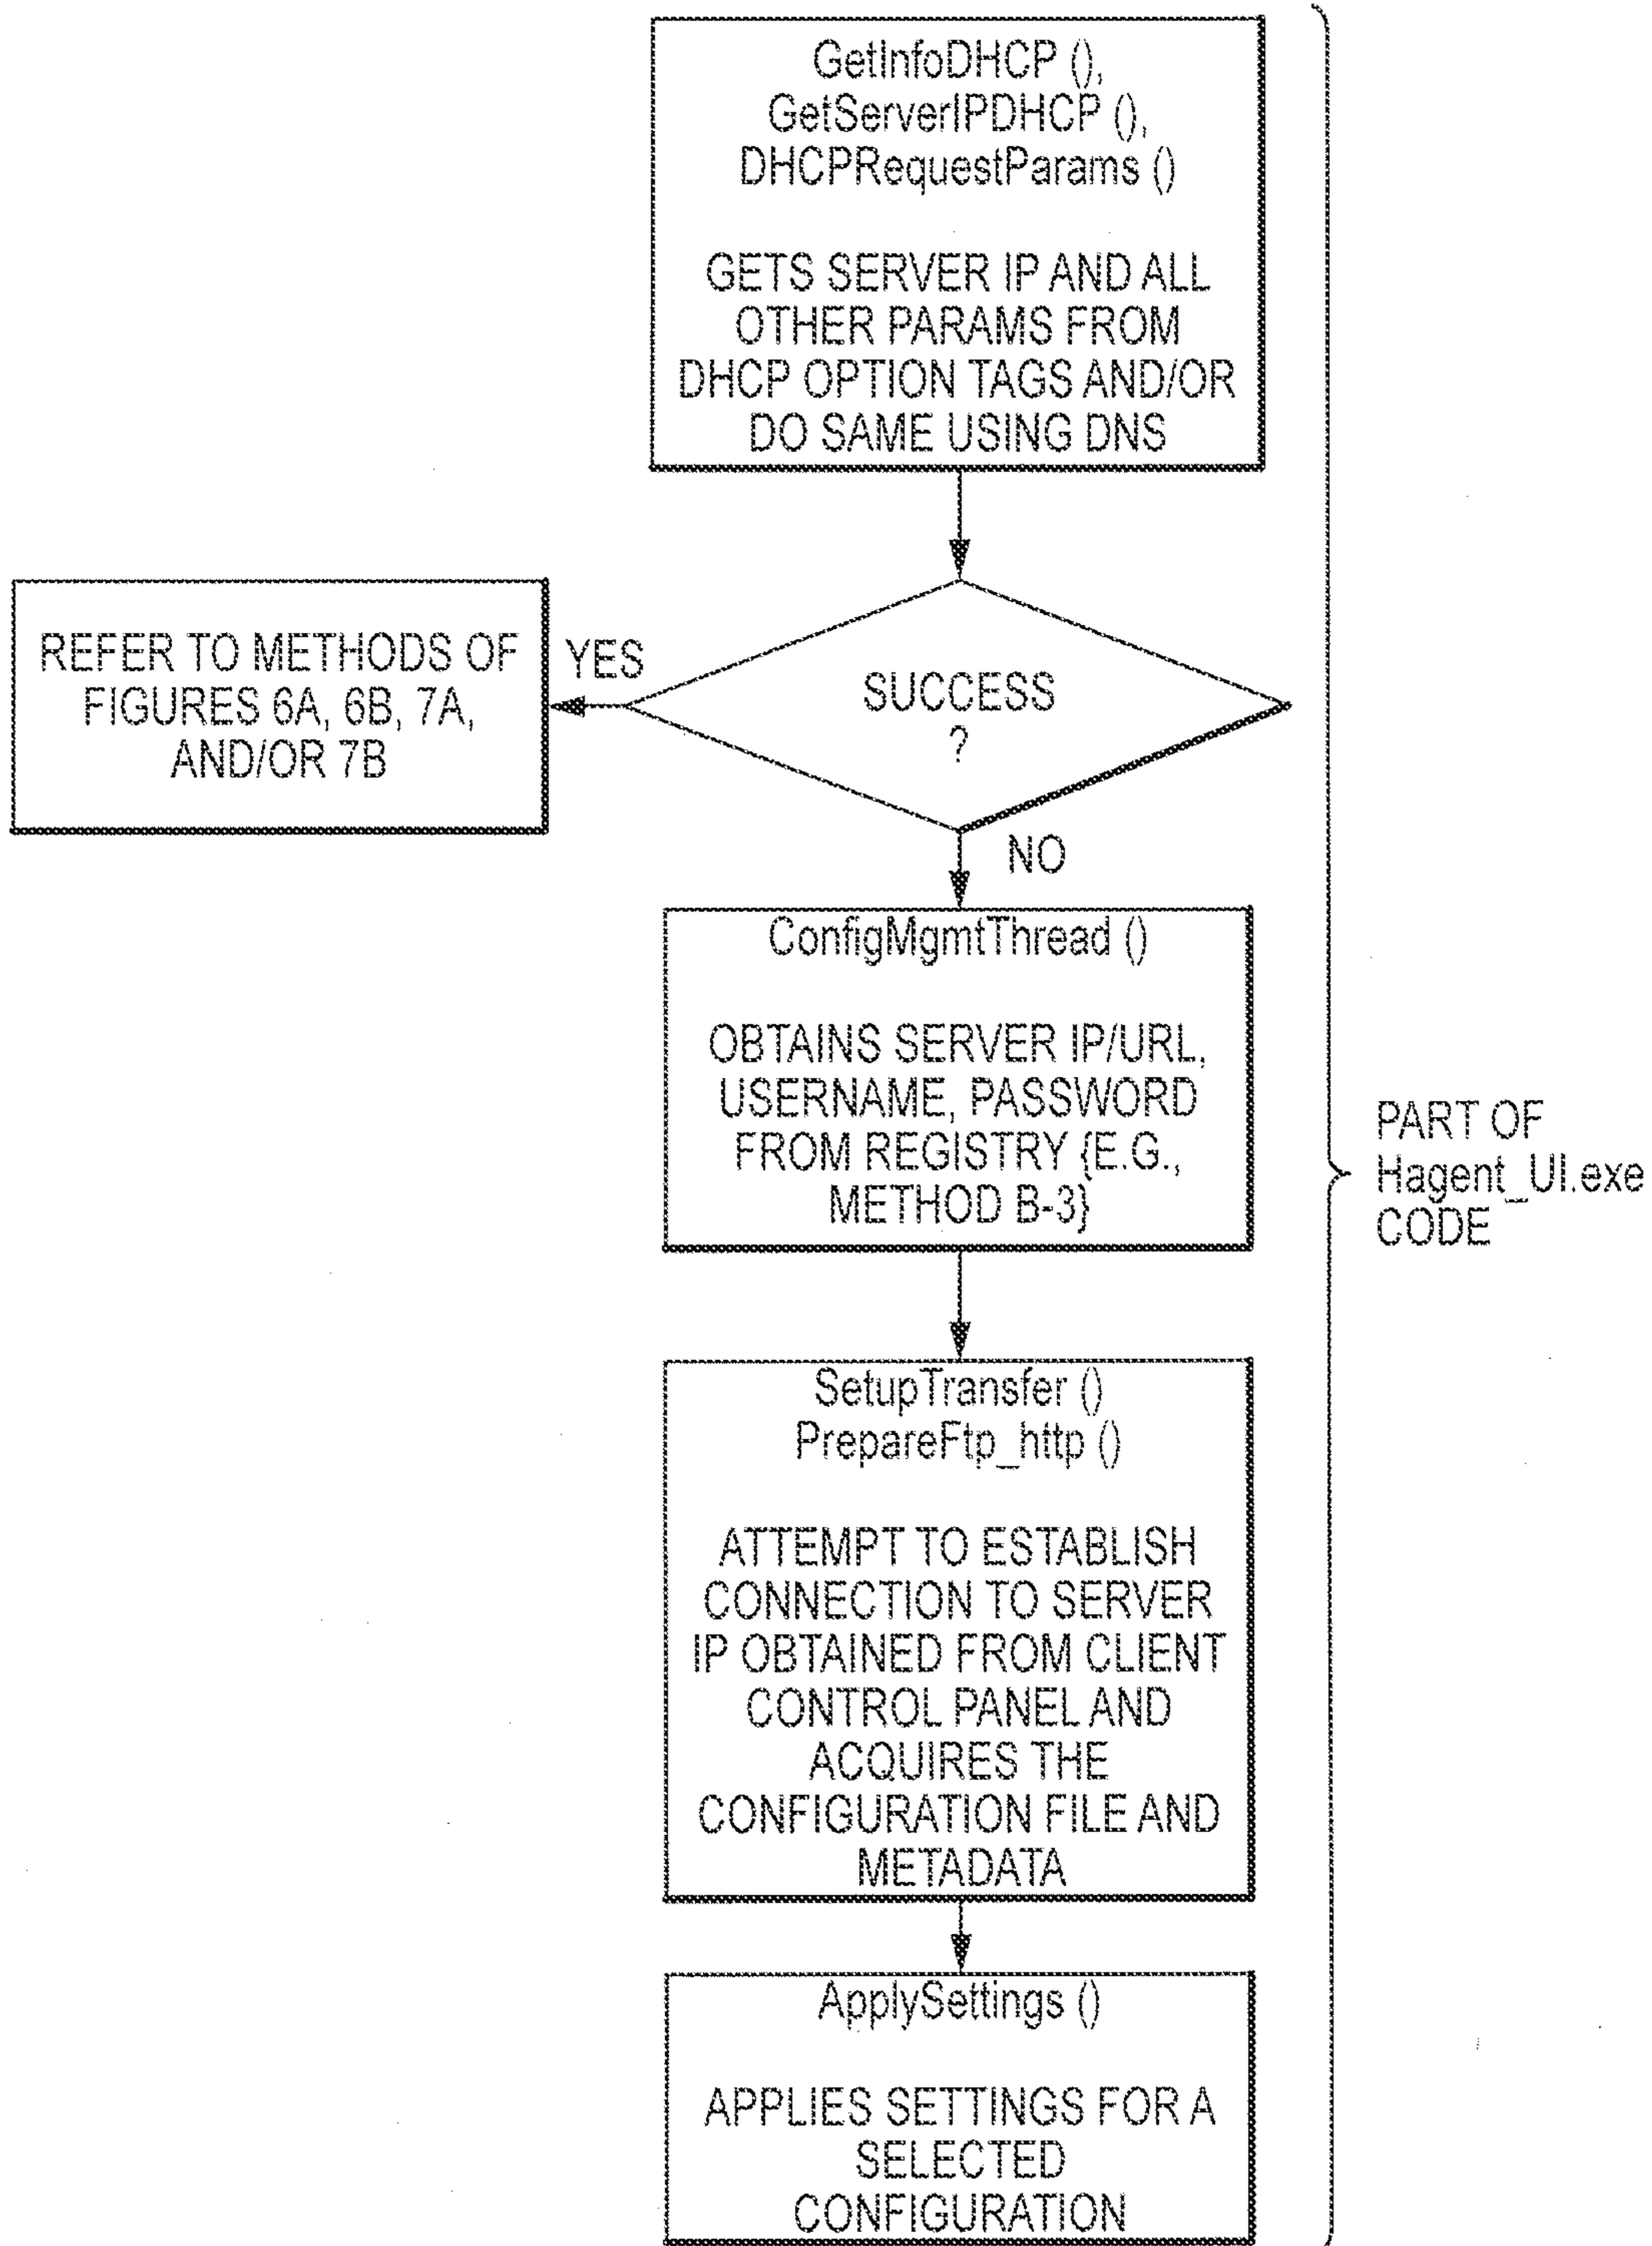 GetInfoDHCP (),
GetServerIPDHCP (),
DHCPRequestParams ()
GETS SERVER IP AND ALL
OTHER PARAMS FROM
DHCP OPTION TAGS AND/OR
DO SAME USING DNS
REFER TO METHODS OF
FIGURES 6A, 6B, 7A,
AND/OR 7B
YES
SUCCESS
?
NO
ConfigMgmtThread ()
OBTAINS SERVER IP/URL,
USERNAME, PASSWORD
FROM REGISTRY {E.G.,
METHOD B-3}
PART OF
Hagent_UI.exe
CODE
SetupTransfer ()
PrepareFtp_http ()
ATTEMPT TO ESTABLISH
CONNECTION TO SERVER
IP OBTAINED FROM CLIENT
CONTROL PANEL AND
ACQUIRES THE
CONFIGURATION FILE AND
METADATA
ApplySettings ()
APPLIES SETTINGS FOR A
SELECTED
CONFIGURATION